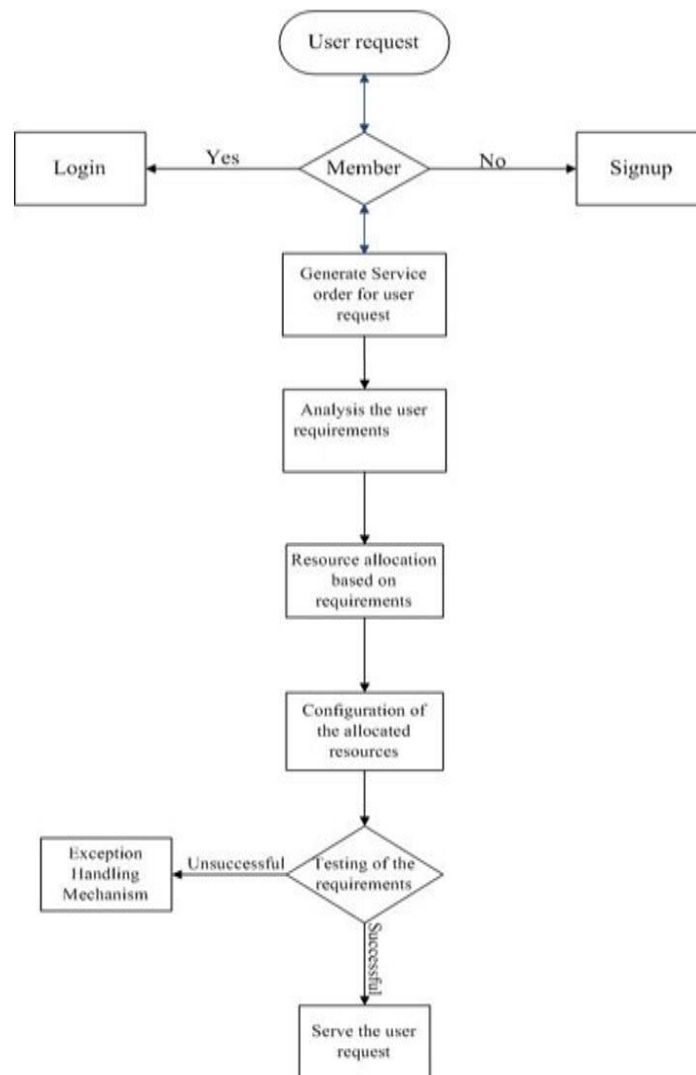 User request
Login
Yes
Member
No
Signup
Generate Service
order for user
request
Analysis the user
requirements
Resource allocation
based on
requirements
Configuration of
the allocated
resources
Exception
Handling
Mechanism
Unsuccessful
Testing of the
requirements
Successful
Serve the user
request